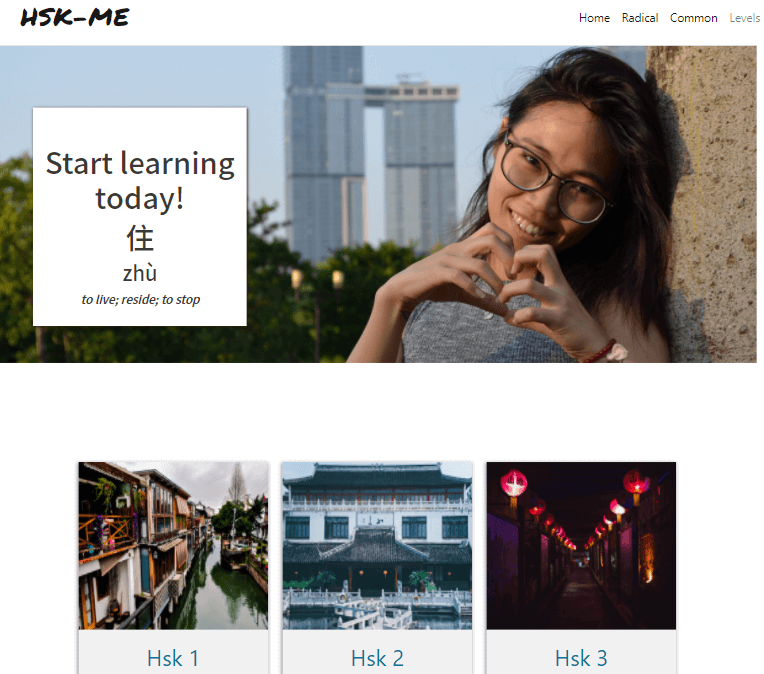 HSK-ME
Home Radical Common Levels
Start learning
today!
住
zhù
to live; reside; to stop
Hsk 1 Hsk 2 Hsk 3